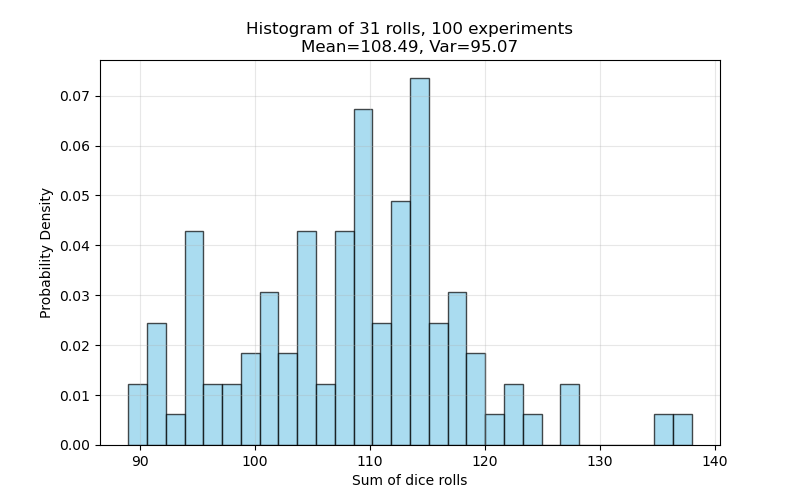 Histogram of 31 rolls, 100 experiments
Mean=108.49, Var=95.07
Probability Density
0.07
0.06
0.05
0.04
0.03
0.02
0.01
0.00
90 100 110 120 130 140
Sum of dice rolls